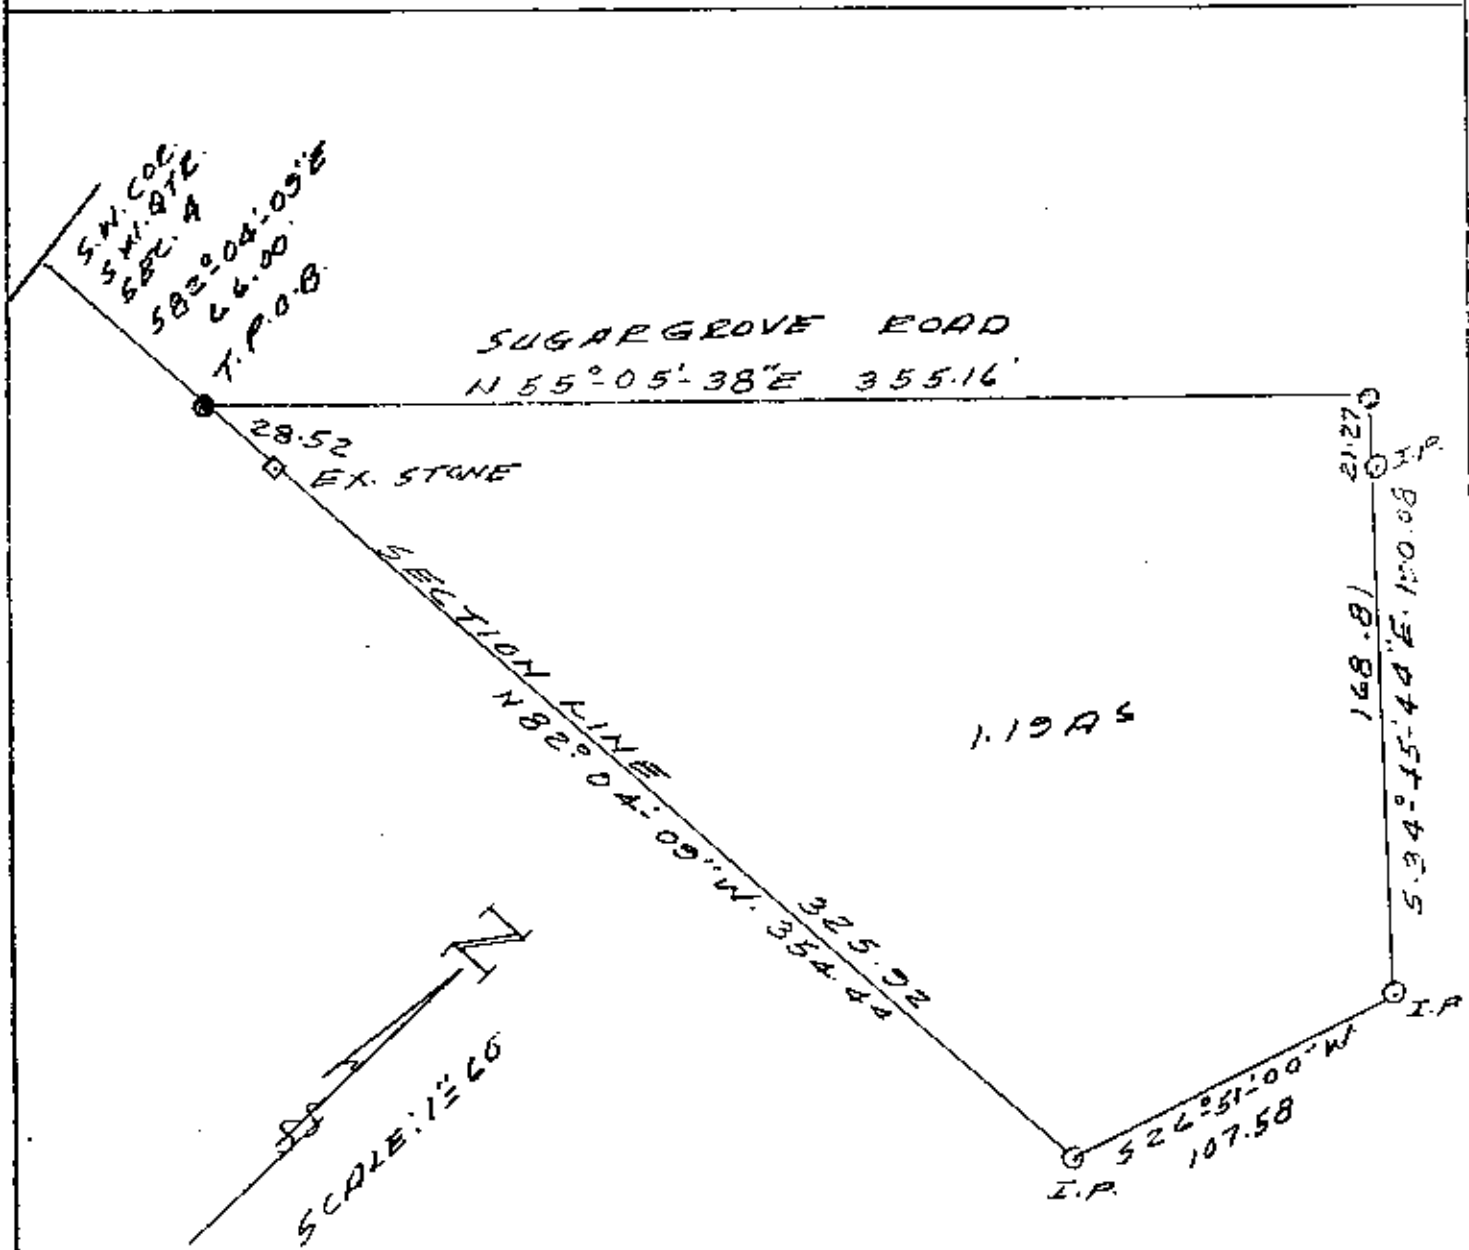 S.W. COR.
S.W. QTR.
SEC. A
S82°-04'-09"E
66.00'
T.P.O.B.
SUGARGROVE ROAD
N55°-05'-38"E 355.16'
28.52
EX. STONE
21.27
I.P.
SECTION LINE
N82°-04'-09"W. 354.44
325.92
168.81
S.34°-15'-44"E. 190.08
1.19 AS
I.P.
S26°-51'-00"W
107.58
I.P.
N
S
SCALE: 1"=60